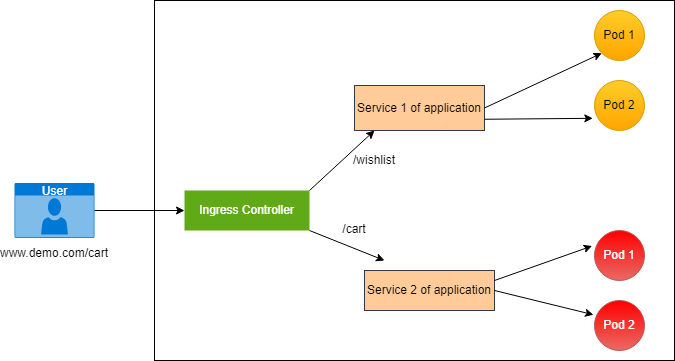 Pod 1
Service 1 of application
Pod 2
/wishlist
User
Ingress Controller
www.demo.com/cart
/cart
Pod 1
Service 2 of application
Pod 2